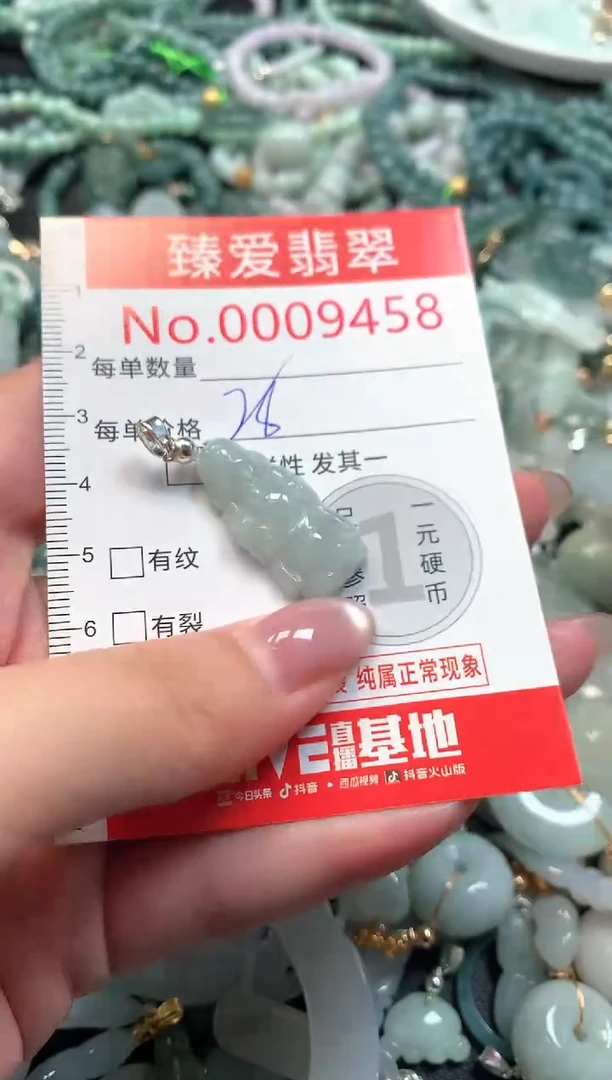 臻爱翡翠
No.0009458
每单数量
每单价格 28
性 发其一
一元硬币
1
有纹
有裂
纯属正常现象
直播基地
今日头条 抖音 · 西瓜视频 抖音火山版
1
2
3
4
5
6